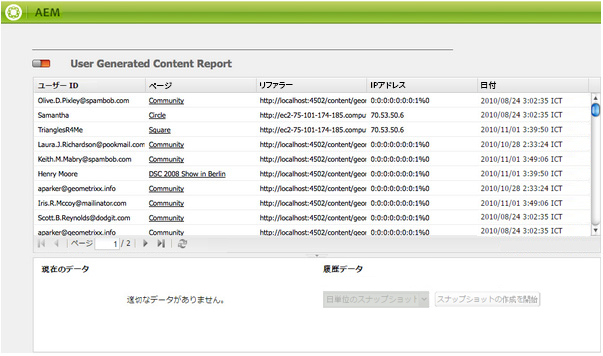 AEM
User Generated Content Report
ユーザー ID ページ リファラー IPアドレス 日付
Olive.D.Pixley@spambob.com Community http://localhost:4502/content/geo 0:0:0:0:0:0:0:1%0 2010/08/24 3:02:35 ICT
Samantha Circle http://ec2-75-101-174-185.compu 70.53.50.6 2010/08/24 3:02:35 ICT
TrianglesR4Me Square http://ec2-75-101-174-185.compu 70.53.50.6 2010/11/01 3:39:50 ICT
Laura.J.Richardson@pookmail.com Community http://localhost:4502/content/geo 0:0:0:0:0:0:0:1%0 2010/10/28 2:33:24 ICT
Keith.M.Mabry@spambob.com Community http://localhost:4502/content/geo 0:0:0:0:0:0:0:1%0 2010/11/01 3:49:06 ICT
Henry Moore DSC 2008 Show in Berlin http://localhost:4502/content/geo 0:0:0:0:0:0:0:1%0 2010/11/01 3:39:50 ICT
aparker@geometrixx.info Community http://localhost:4502/content/geo 0:0:0:0:0:0:0:1%0 2010/10/28 2:33:24 ICT
Iris.R.Mccoy@mailinator.com Community http://localhost:4502/content/geo 0:0:0:0:0:0:0:1%0 2010/11/01 3:49:06 ICT
Scott.B.Reynolds@dodgit.com Community http://localhost:4502/content/geo 0:0:0:0:0:0:0:1%0 2010/08/24 3:02:35 ICT
aparker@geometrixx.info Community http://localhost:4502/content/geo 0:0:0:0:0:0:0:1%0 2010/08/24 3:02:35 ICT
ページ 1 / 2
現在のデータ 履歴データ
適切なデータがありません。 日単位のスナップショット スナップショットの作成を開始